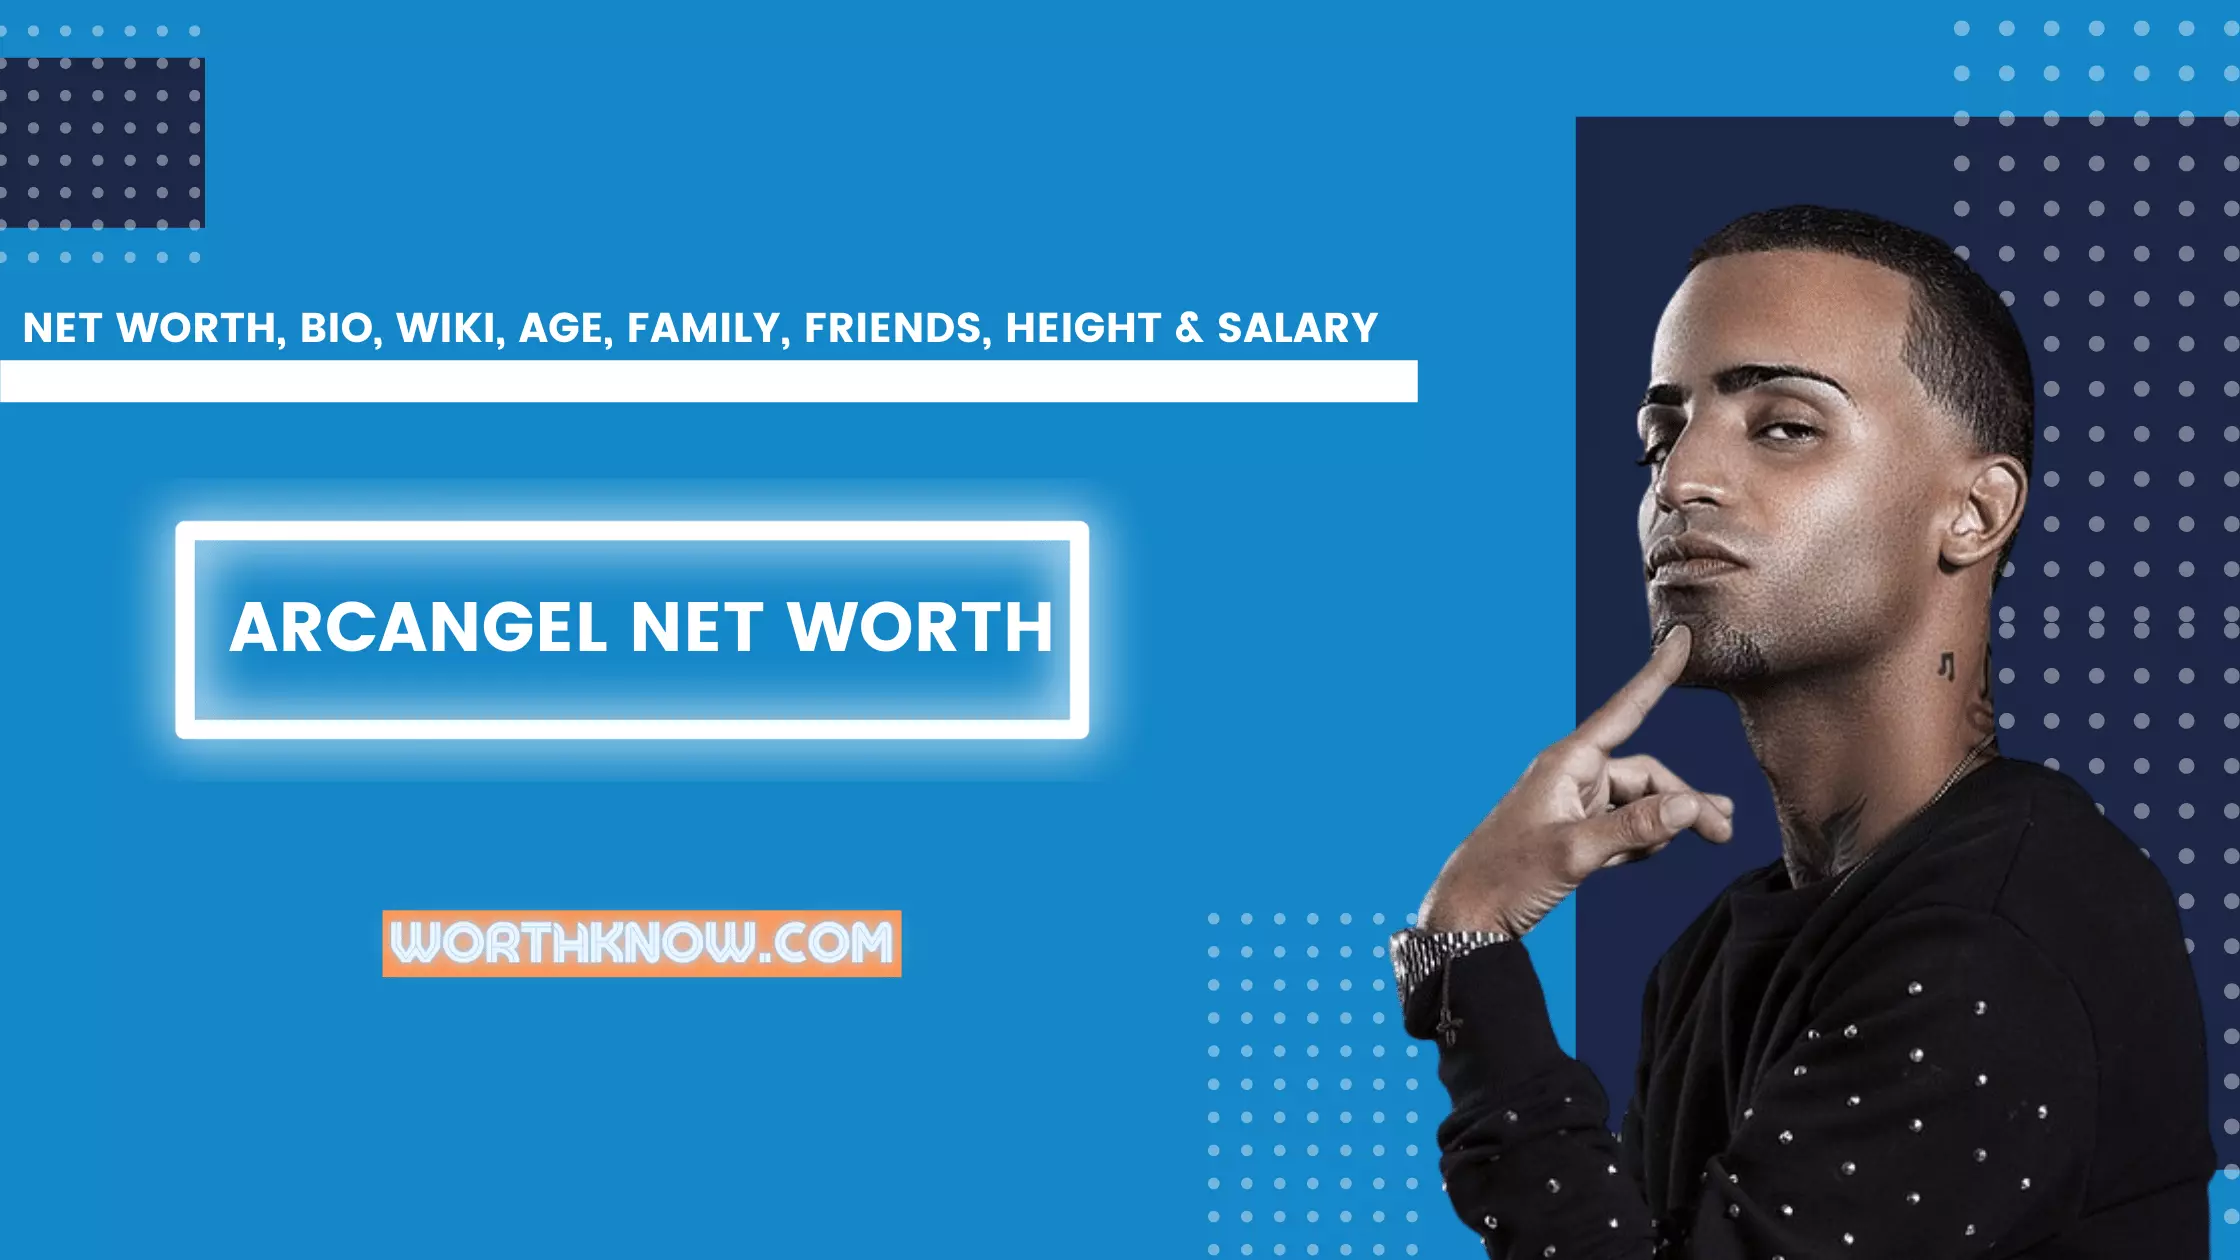 NET WORTH, BIO, WIKI, AGE, FAMILY, FRIENDS, HEIGHT & SALARY
ARCANGEL NET WORTH
WORTHKNOW.COM